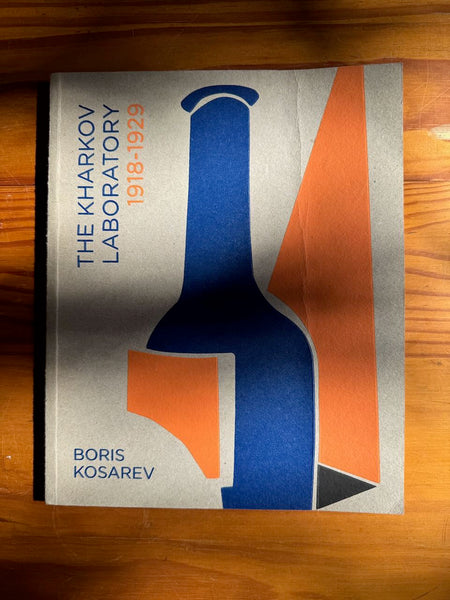 THE KHARKOV
LABORATORY
1918-1929
BORIS
KOSAREV